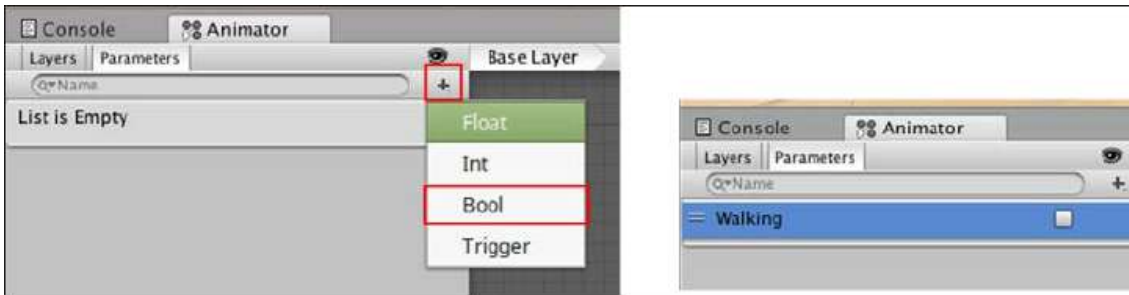 Console Animator
Layers Parameters Base Layer
Name
List is Empty
Float
Int
Bool
Trigger
Console Animator
Layers Parameters
Name
Walking